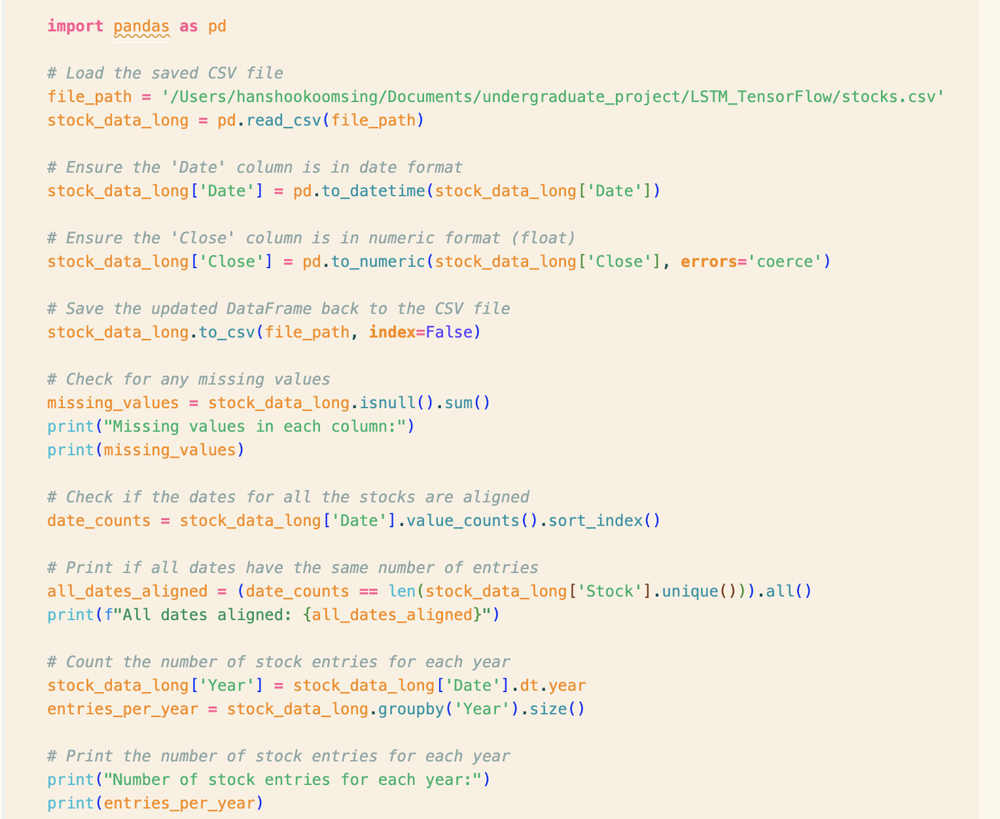 import pandas as pd
# Load the saved CSV file
file_path = '/Users/hanshookoomsing/Documents/undergraduate_project/LSTM_TensorFlow/stocks.csv'
stock_data_long = pd.read_csv(file_path)
# Ensure the 'Date' column is in date format
stock_data_long['Date'] = pd.to_datetime(stock_data_long['Date'])
# Ensure the 'Close' column is in numeric format (float)
stock_data_long['Close'] = pd.to_numeric(stock_data_long['Close'], errors='coerce')
# Save the updated DataFrame back to the CSV file
stock_data_long.to_csv(file_path, index=False)
# Check for any missing values
missing_values = stock_data_long.isnull().sum()
print("Missing values in each column:")
print(missing_values)
# Check if the dates for all the stocks are aligned
date_counts = stock_data_long['Date'].value_counts().sort_index()
# Print if all dates have the same number of entries
all_dates_aligned = (date_counts == len(stock_data_long['Stock'].unique())).all()
print(f"All dates aligned: {all_dates_aligned}")
# Count the number of stock entries for each year
stock_data_long['Year'] = stock_data_long['Date'].dt.year
entries_per_year = stock_data_long.groupby('Year').size()
# Print the number of stock entries for each year
print("Number of stock entries for each year:")
print(entries_per_year)